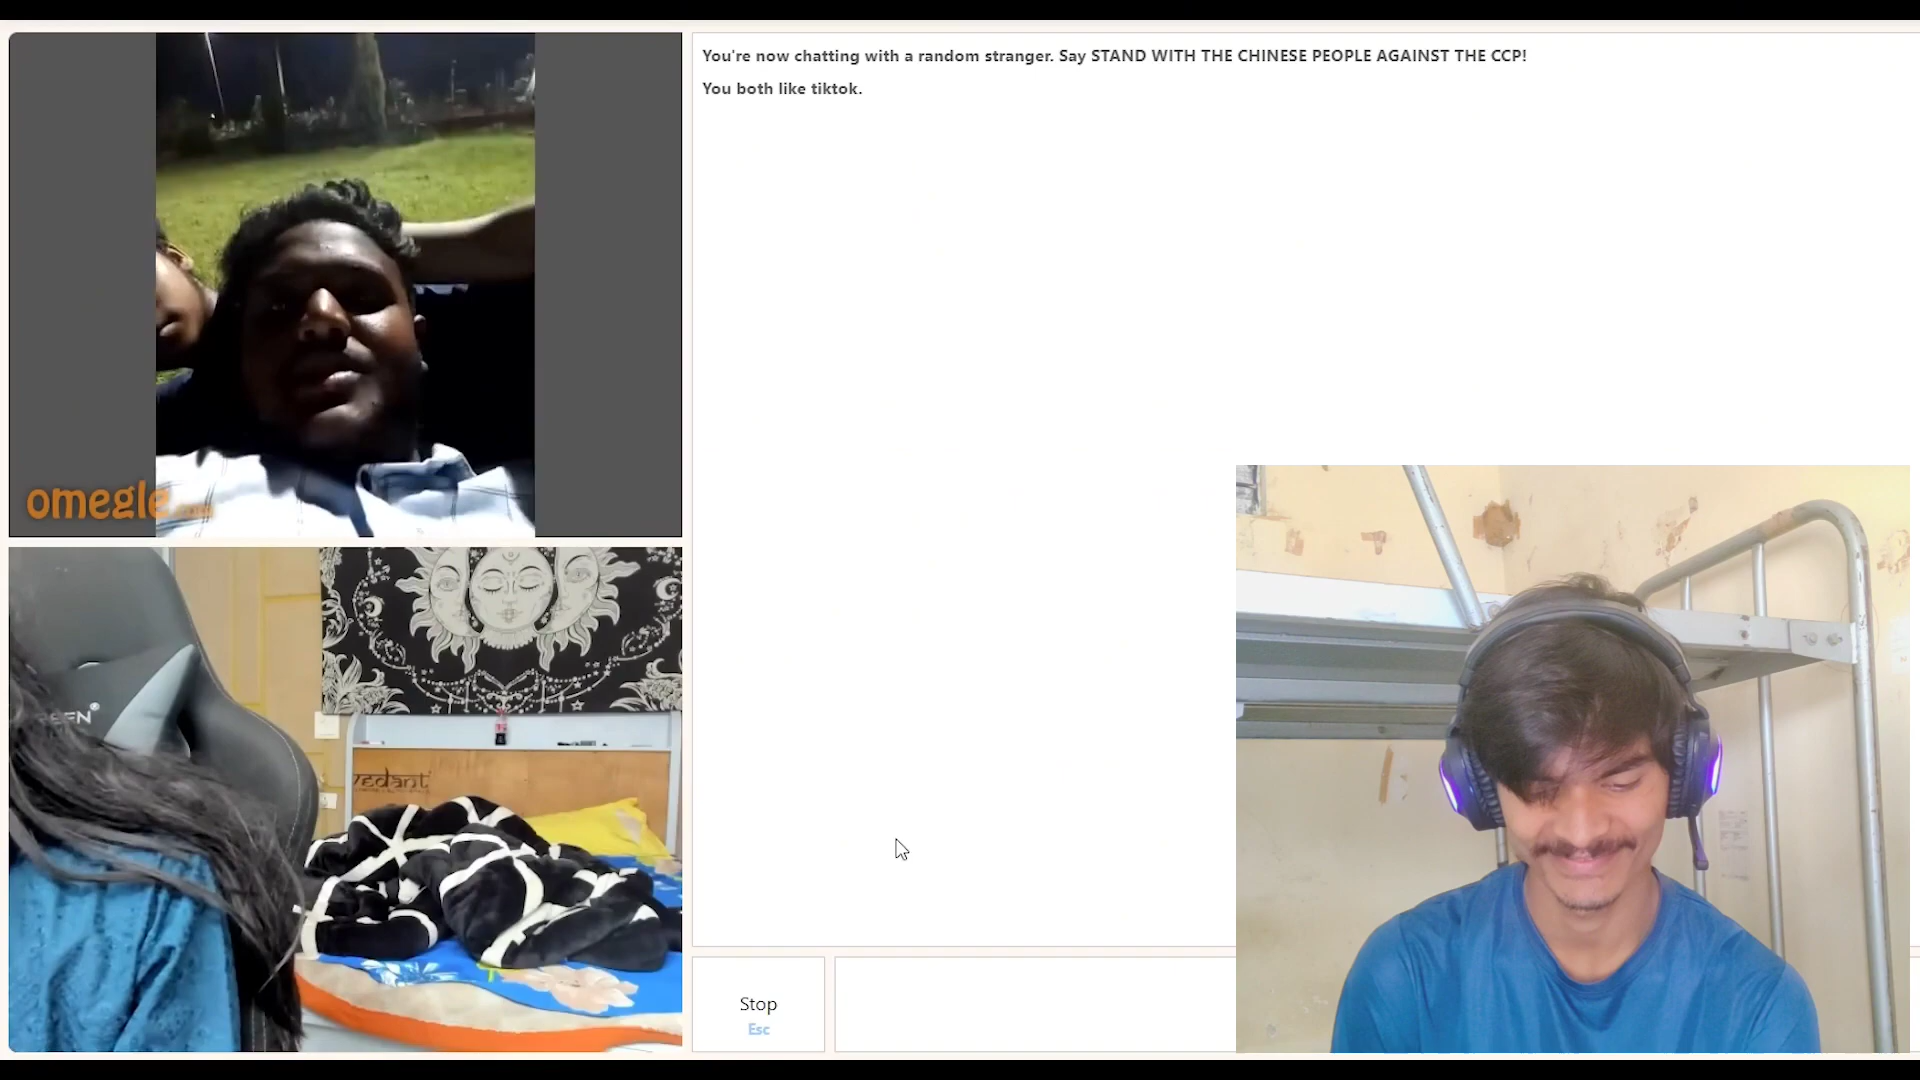 You're now chatting with a random stranger. Say STAND WITH THE CHINESE PEOPLE AGAINST THE CCP!
You both like tiktok.
omegle
vedant
Stop
Esc